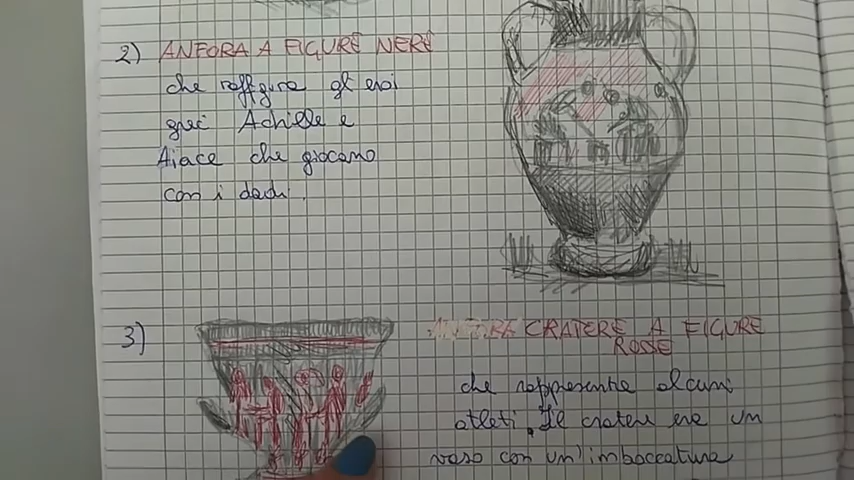 2) ANFORA A FIGURE NERE
che raffigura gli eroi
greci Achille e
Aiace che giocano
con i dadi.
3)
ANFORA CRATERE A FIGURE
ROSSE
che rappresenta alcuni
atleti. Il cratere era un
vaso con un'imboccatura